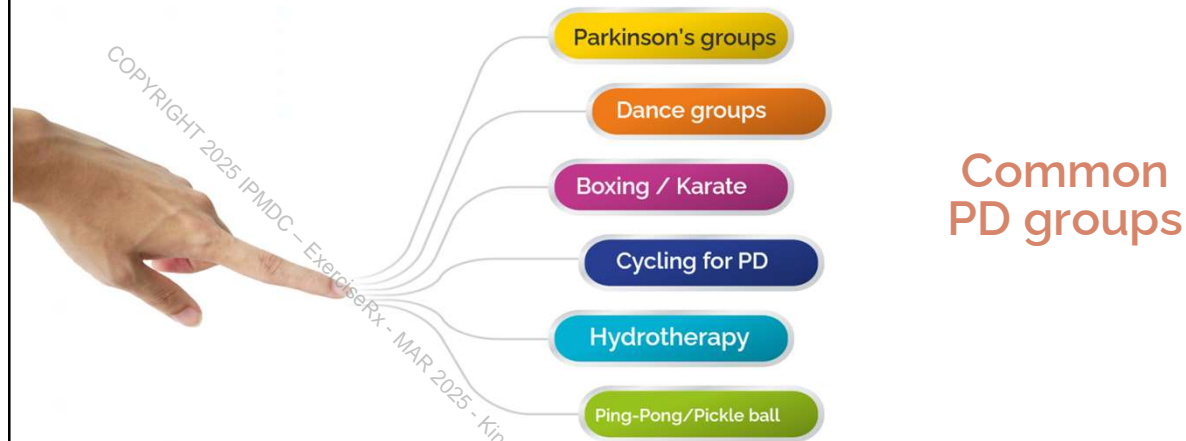 Parkinson's groups
Dance groups
Boxing / Karate
Cycling for PD
Hydrotherapy
Ping-Pong/Pickle ball
Common
PD groups
COPYRIGHT 2025 IPMDC – ExerciseRx - MAR 2025 -